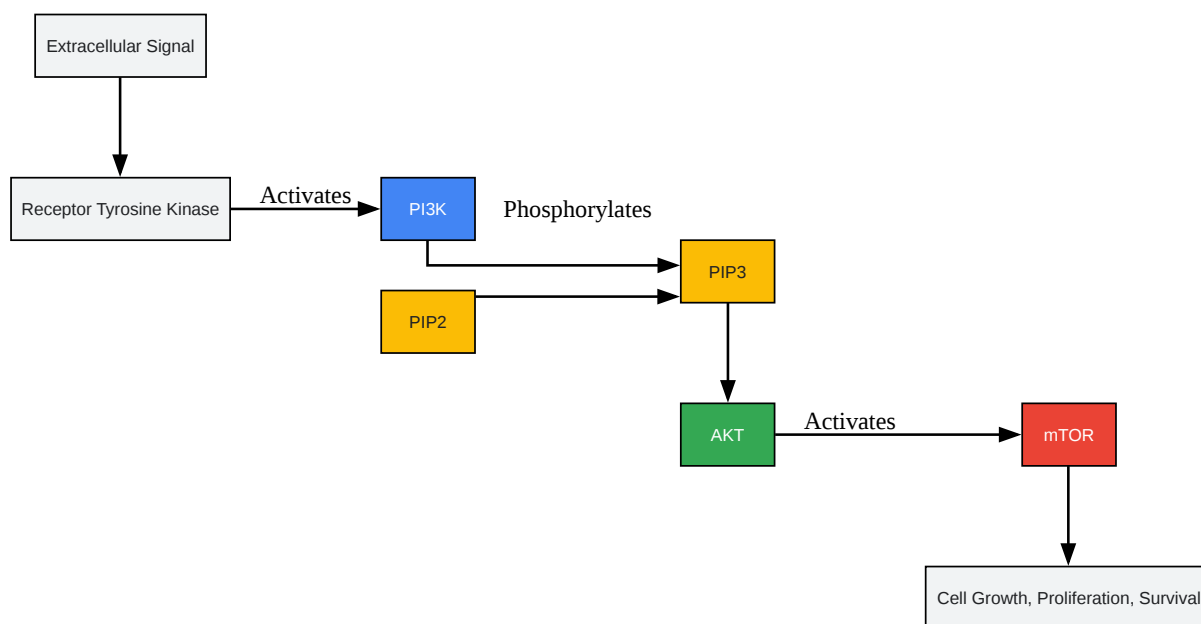 Extracellular Signal
Receptor Tyrosine Kinase
Activates
PI3K
Phosphorylates
PIP3
PIP2
AKT
Activates
mTOR
Cell Growth, Proliferation, Survival